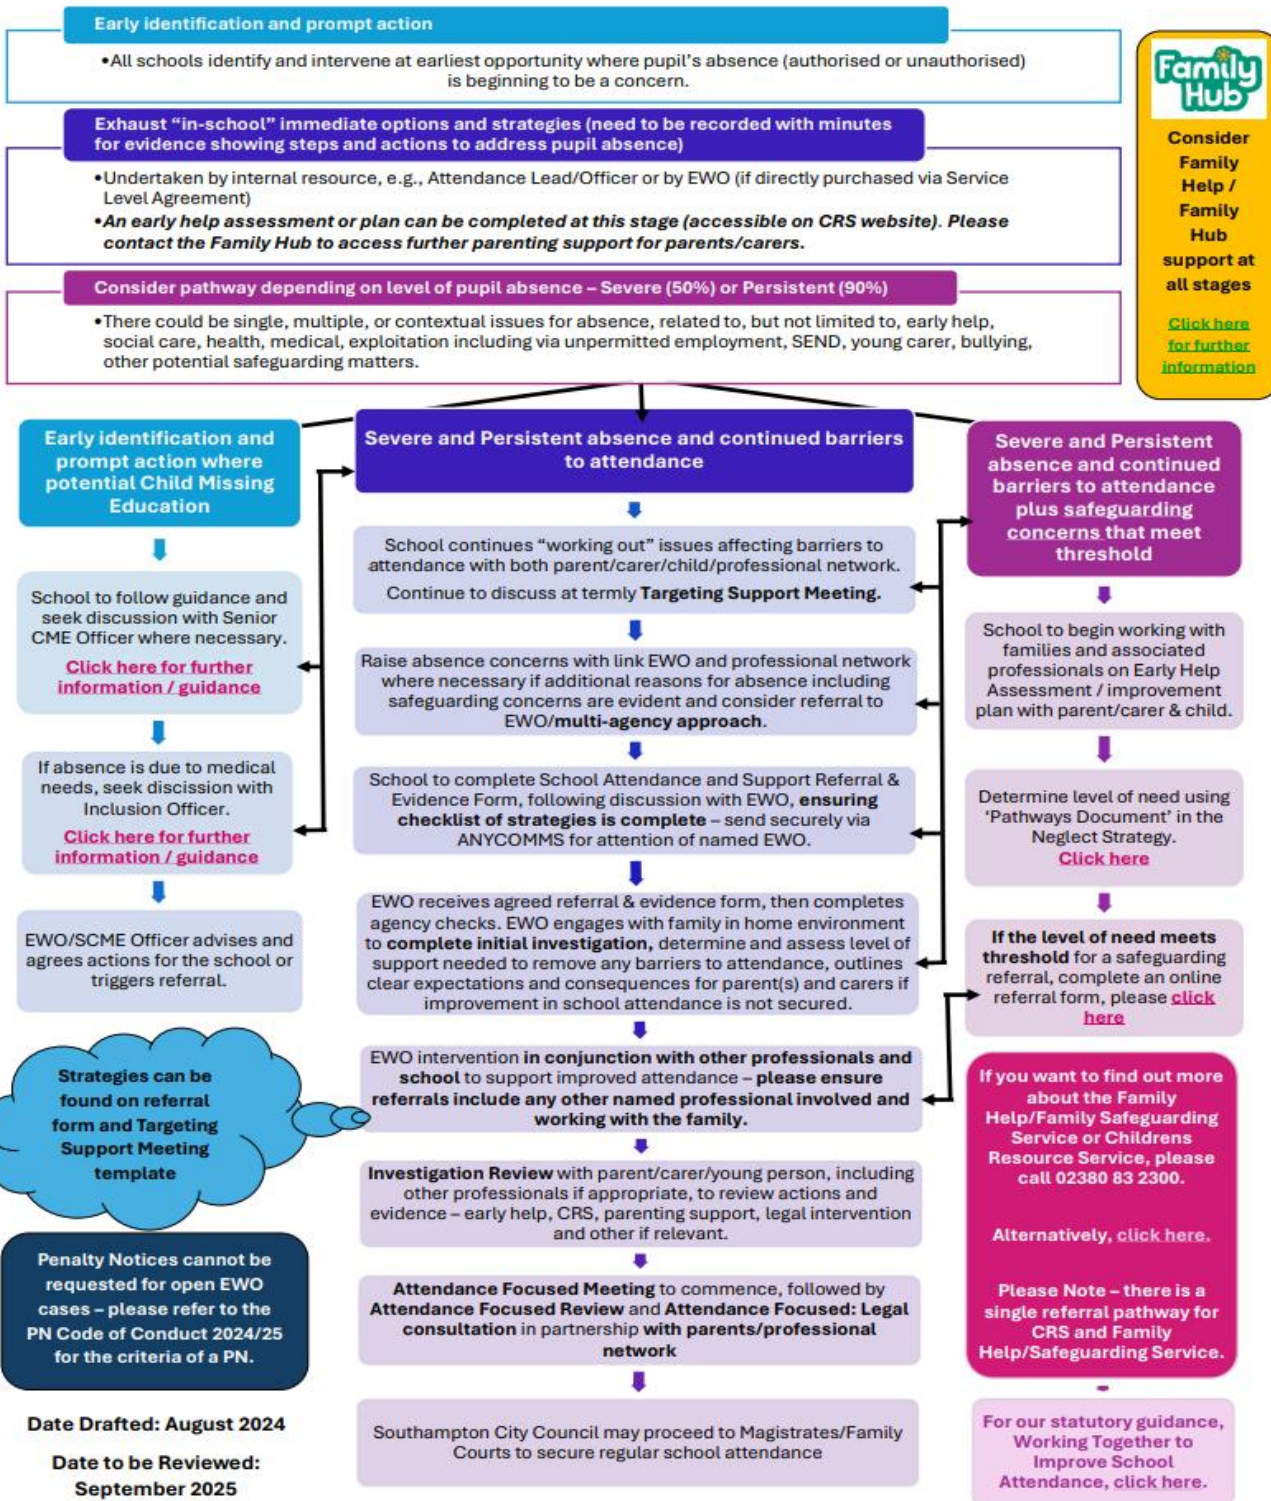 Early identification and prompt action
•All schools identify and intervene at earliest opportunity where pupil's absence (authorised or unauthorised)
is beginning to be a concern.
Exhaust “in-school” immediate options and strategies (need to be recorded with minutes
for evidence showing steps and actions to address pupil absence)
•Undertaken by internal resource, e.g., Attendance Lead/Officer or by EWO (if directly purchased via Service
Level Agreement)
•An early help assessment or plan can be completed at this stage (accessible on CRS website). Please
contact the Family Hub to access further parenting support for parents/carers.
Consider pathway depending on level of pupil absence – Severe (50%) or Persistent (90%)
•There could be single, multiple, or contextual issues for absence, related to, but not limited to, early help,
social care, health, medical, exploitation including via unpermitted employment, SEND, young carer, bullying,
other potential safeguarding matters.
Family
Hub
Consider
Family
Help /
Family
Hub
support at
all stages
Click here
for further
information
Early identification and
prompt action where
potential Child Missing
Education
School to follow guidance and
seek discussion with Senior
CME Officer where necessary.
Click here for further
information / guidance
If absence is due to medical
needs, seek discission with
Inclusion Officer.
Click here for further
information / guidance
EWO/SCME Officer advises and
agrees actions for the school or
triggers referral.
Strategies can be
found on referral
form and Targeting
Support Meeting
template
Penalty Notices cannot be
requested for open EWO
cases – please refer to the
PN Code of Conduct 2024/25
for the criteria of a PN.
Date Drafted: August 2024
Date to be Reviewed:
September 2025
Severe and Persistent absence and continued barriers
to attendance
School continues “working out” issues affecting barriers to
attendance with both parent/carer/child/professional network.
Continue to discuss at termly Targeting Support Meeting.
Raise absence concerns with link EWO and professional network
where necessary if additional reasons for absence including
safeguarding concerns are evident and consider referral to
EWO/multi-agency approach.
School to complete School Attendance and Support Referral &
Evidence Form, following discussion with EWO, ensuring
checklist of strategies is complete – send securely via
ANYCOMMS for attention of named EWO.
EWO receives agreed referral & evidence form, then completes
agency checks. EWO engages with family in home environment
to complete initial investigation, determine and assess level of
support needed to remove any barriers to attendance, outlines
clear expectations and consequences for parent(s) and carers if
improvement in school attendance is not secured.
EWO intervention in conjunction with other professionals and
school to support improved attendance – please ensure
referrals include any other named professional involved and
working with the family.
Investigation Review with parent/carer/young person, including
other professionals if appropriate, to review actions and
evidence – early help, CRS, parenting support, legal intervention
and other if relevant.
Attendance Focused Meeting to commence, followed by
Attendance Focused Review and Attendance Focused: Legal
consultation in partnership with parents/professional
network
Southampton City Council may proceed to Magistrates/Family
Courts to secure regular school attendance
Severe and Persistent
absence and continued
barriers to attendance
plus safeguarding
concerns that meet
threshold
School to begin working with
families and associated
professionals on Early Help
Assessment / improvement
plan with parent/carer & child.
Determine level of need using
‘Pathways Document’ in the
Neglect Strategy.
Click here
If the level of need meets
threshold for a safeguarding
referral, complete an online
referral form, please click
here
If you want to find out more
about the Family
Help/Family Safeguarding
Service or Childrens
Resource Service, please
call 02380 83 2300.
Alternatively, click here.
Please Note – there is a
single referral pathway for
CRS and Family
Help/Safeguarding Service.
For our statutory guidance,
Working Together to
Improve School
Attendance, click here.